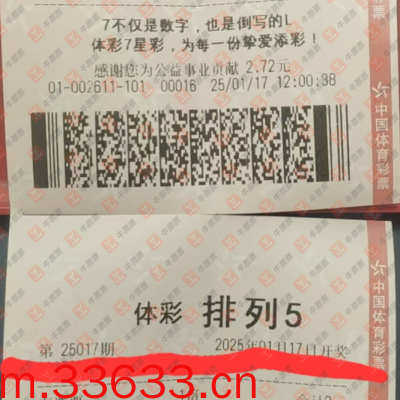 7不仅是数字，也是倒写的L
体彩7星彩，为每一份挚爱添彩！
感谢您为公益事业贡献 2.72元
01-002611-101 00016 25/01/17 12:00:38
中国体育彩票
体彩 排列5
第 25017期 2025年01月17日开奖
中国体育彩票
m.33633.cn